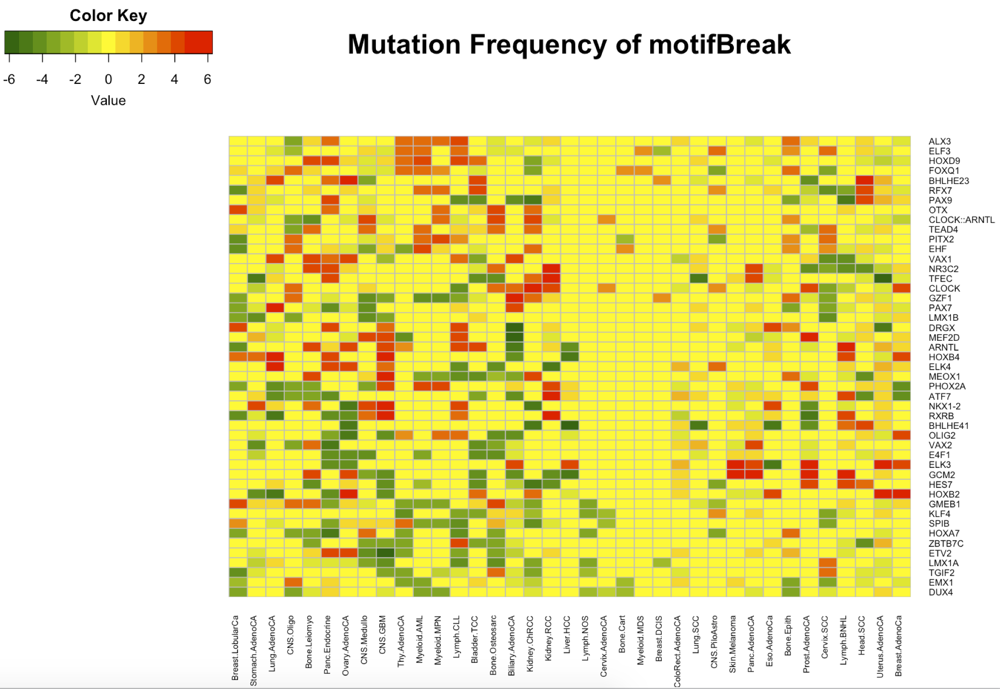 Color Key
-6 -4 -2 0 2 4 6
Value
Mutation Frequency of motifBreak
ALX3
ELF3
HOXD9
FOXQ1
BHLHE23
RFX7
PAX9
OTX
CLOCK::ARNTL
TEAD4
PITX2
EHF
VAX1
NR3C2
TFEC
CLOCK
GZF1
PAX7
LMX1B
DRGX
MEF2D
ARNTL
HOXB4
ELK4
MEOX1
PHOX2A
ATF7
NKX1-2
RXRB
BHLHE41
OLIG2
VAX2
E4F1
ELK3
GCM2
HES7
HOXB2
GMEB1
KLF4
SPIB
HOXA7
ZBTB7C
ETV2
LMX1A
TGIF2
EMX1
DUX4
Breast.LobularCa
Stomach.AdenoCA
Lung.AdenoCA
CNS.Oligo
Bone.Leiomyo
Panc.Endocrine
Ovary.AdenoCA
CNS.Medullo
CNS.GBM
Thy.AdenoCA
Myeloid.AML
Myeloid.MPN
Lymph.CLL
Bladder.TCC
Bone.Osteosarc
Biliary.AdenoCA
Kidney.ChRCC
Kidney.RCC
Liver.HCC
Lymph.NOS
Cervix.AdenoCA
Bone.Cart
Myeloid.MDS
Breast.DCIS
ColoRect.AdenoCA
Lung.SCC
CNS.PiloAstro
Skin.Melanoma
Panc.AdenoCA
Eso.AdenoCa
Bone.Epith
Prost.AdenoCA
Cervix.SCC
Lymph.BNHL
Head.SCC
Uterus.AdenoCA
Breast.AdenoCa